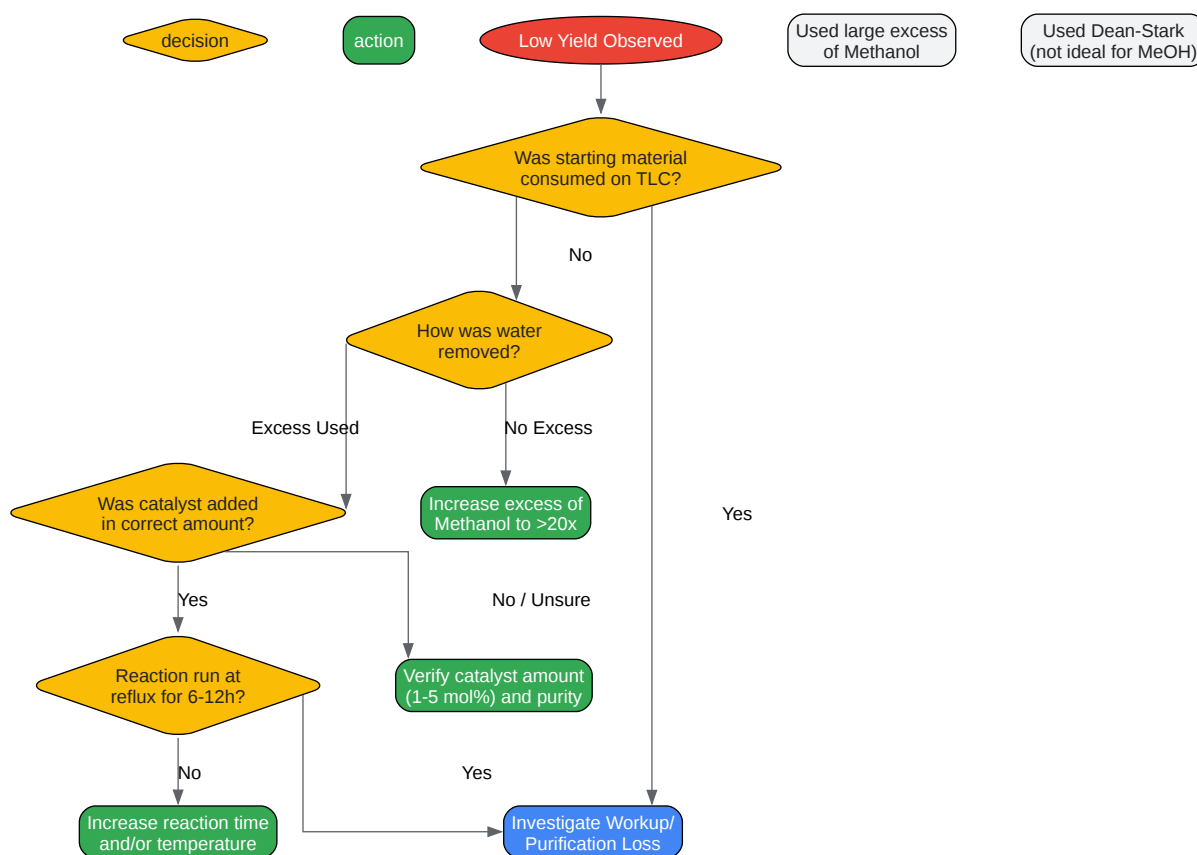 decision
action
Low Yield Observed
Used large excess
of Methanol
Used Dean-Stark
(not ideal for MeOH)
Was starting material
consumed on TLC?
No
How was water
removed?
Excess Used
No Excess
Was catalyst added
in correct amount?
Increase excess of
Methanol to >20x
Yes
Yes
No / Unsure
Reaction run at
reflux for 6-12h?
Verify catalyst amount
(1-5 mol%) and purity
No
Yes
Increase reaction time
and/or temperature
Investigate Workup/
Purification Loss